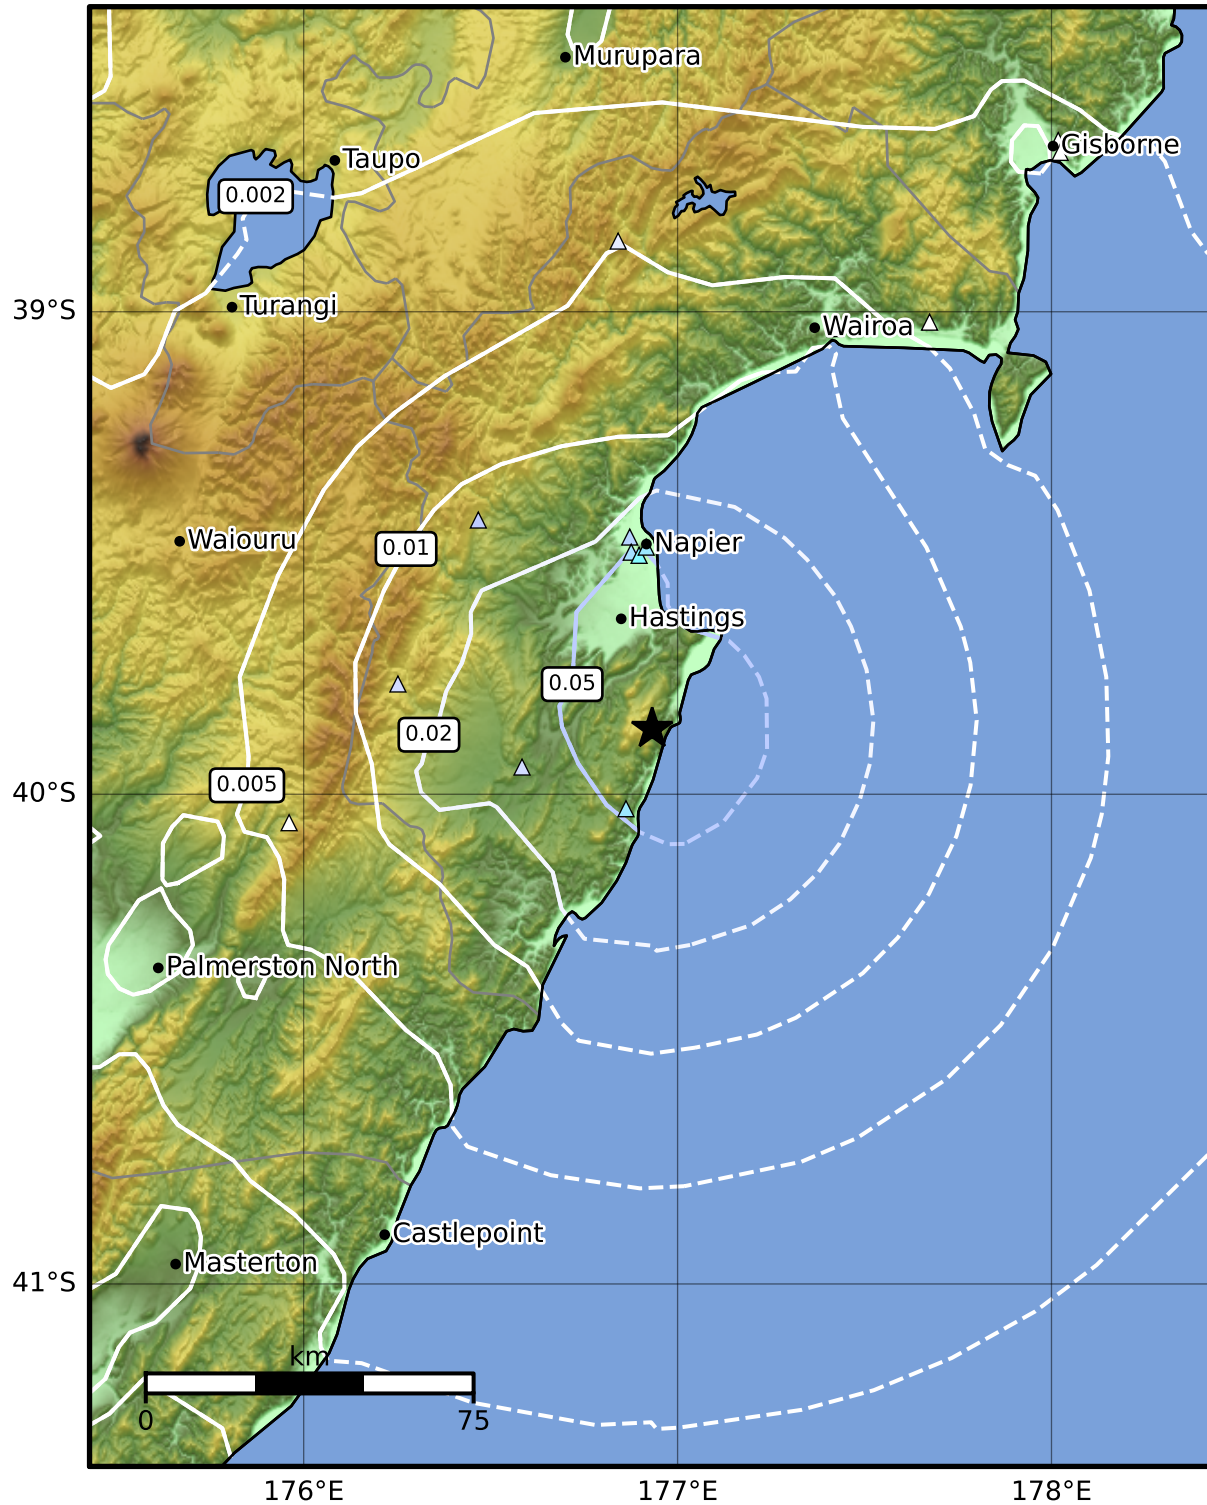 Murupara
Gisborne
Taupo
0.002
Turangi
39°S
Wairoa
Waiouru
0.01
Napier
Hastings
0.05
0.02
0.005
40°S
Palmerston North
Castlepoint
Masterton
41°S
km
0 75
176°E 177°E 178°E